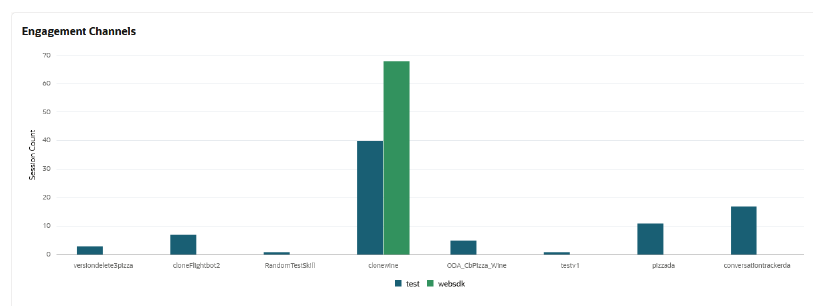 Engagement Channels
70
60
50
40
30
20
10
0
Session Count
versiondelete3pizza
cloneFlightbot2
RandomTestSkill
clonewine
ODA_CbPizza_Wine
testv1
pizzada
conversationtrackerda
test
websdk